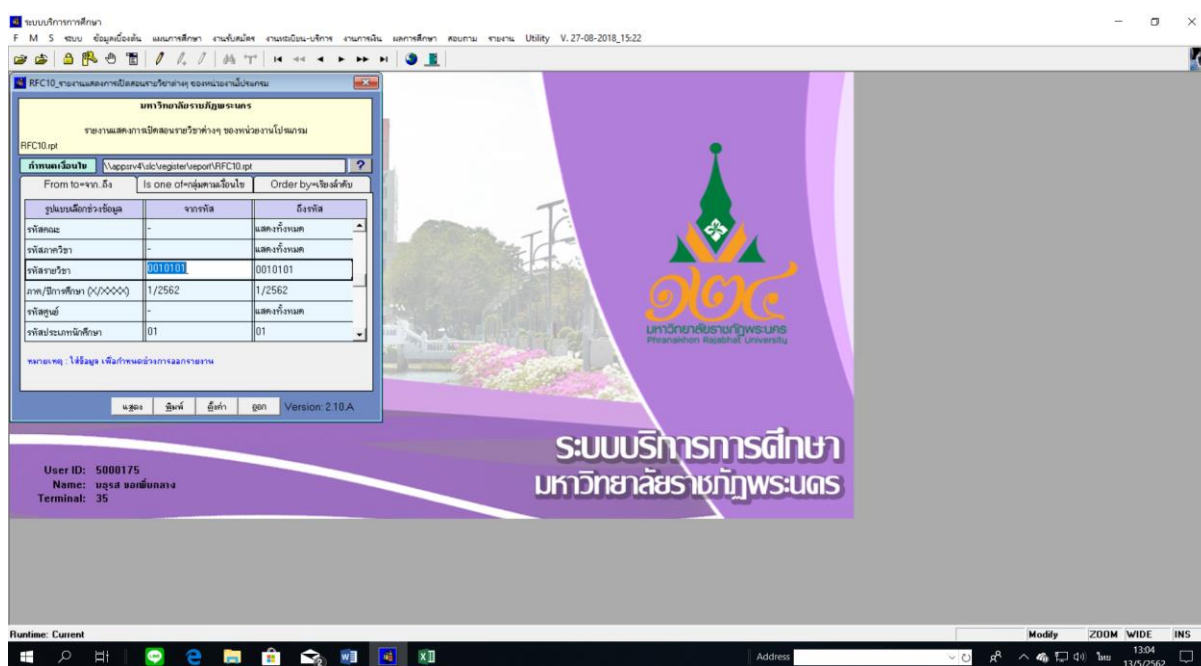 ระบบบริการการศึกษา
F M S ระบบ ข้อมูลเบื้องต้น แผนการศึกษา งานรับสมัคร งานทะเบียน-บริการ งานการเงิน ผลการศึกษา สอบถาม รายงาน Utility V. 27-08-2018_15:22
RFC10_รายงานแสดงการเปิดสอนรายวิชาต่างๆ ของหน่วยงาน/โปรแกรม
มหาวิทยาลัยราชภัฏพระนคร
รายงานแสดงการเปิดสอนรายวิชาต่างๆ ของหน่วยงานโปรแกรม
RFC10.rpt
กำหนดเงื่อนไข \\appsrv4\slc\register\report\RFC10.rpt ?
From to=จาก..ถึง Is one of=กลุ่มตามเงื่อนไข Order by=เรียงลำดับ
รูปแบบเลือกช่วงข้อมูล จากรหัส ถึงรหัส
รหัสคณะ - แสดงทั้งหมด
รหัสภาควิชา - แสดงทั้งหมด
รหัสรายวิชา 0010101 0010101
ภาค/ปีการศึกษา (X/XXXX) 1/2562 1/2562
รหัสศูนย์ - แสดงทั้งหมด
รหัสประเภทนักศึกษา 01 01
หมายเหตุ : ใส่ข้อมูล เพื่อกำหนดช่วงการออกรายงาน
แสดง พิมพ์ ตั้งค่า ออก Version: 2.10.A
๑๒๔
มหาวิทยาลัยราชภัฏพระนคร
Phranakhon Rajabhat University
ระบบบริการการศึกษา
มหาวิทยาลัยราชภัฏพระนคร
User ID: 5000175
Name:
Terminal: 35
Runtime: Current Modify ZOOM WIDE INS
Address ไทย 13:04
13/5/2562